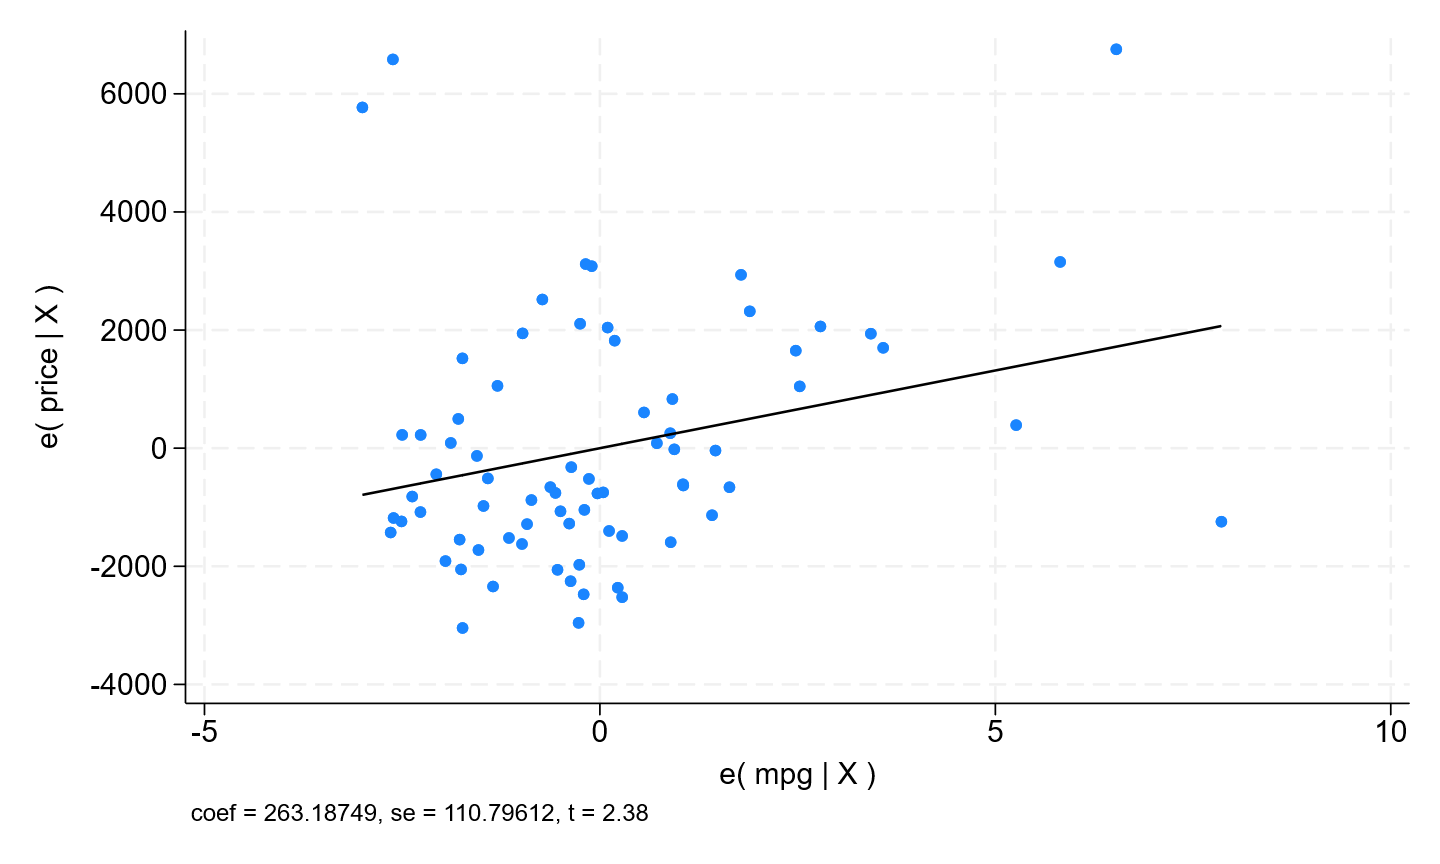 6000
4000
2000
0
-2000
-4000
e( price | X )
-5 0 5 10
e( mpg | X )
coef = 263.18749, se = 110.79612, t = 2.38